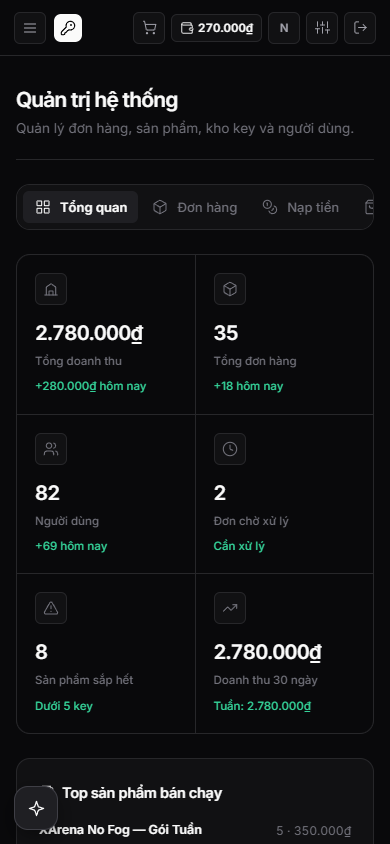 270.000₫
N
Quản trị hệ thống
Quản lý đơn hàng, sản phẩm, kho key và người dùng.
Tổng quan
Đơn hàng
Nạp tiền
2.780.000₫
Tổng doanh thu
+280.000₫ hôm nay
35
Tổng đơn hàng
+18 hôm nay
82
Người dùng
+69 hôm nay
2
Đơn chờ xử lý
Cần xử lý
8
Sản phẩm sắp hết
Dưới 5 key
2.780.000₫
Doanh thu 30 ngày
Tuần: 2.780.000₫
Top sản phẩm bán chạy
XArena No Fog — Gói Tuần
5 · 350.000₫